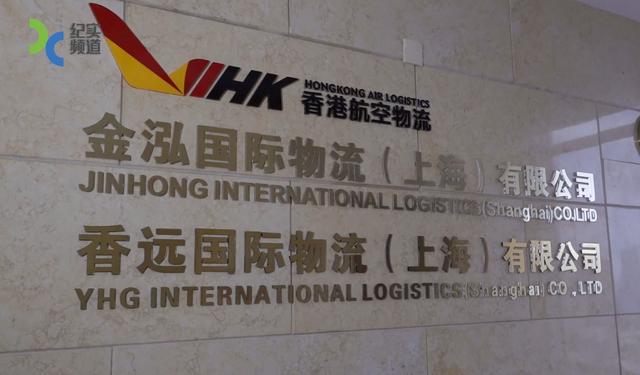 纪实
频道
HK
HONGKONG AIR LOGISTICS
香港航空物流
金泓国际物流（上海）有限公司
JINHONG INTERNATIONAL LOGISTICS(Shanghai)CO,LTD
香远国际物流（上海）有限公司
YHG INTERNATIONAL LOGISTICS(Shanghai) CO .,LTD